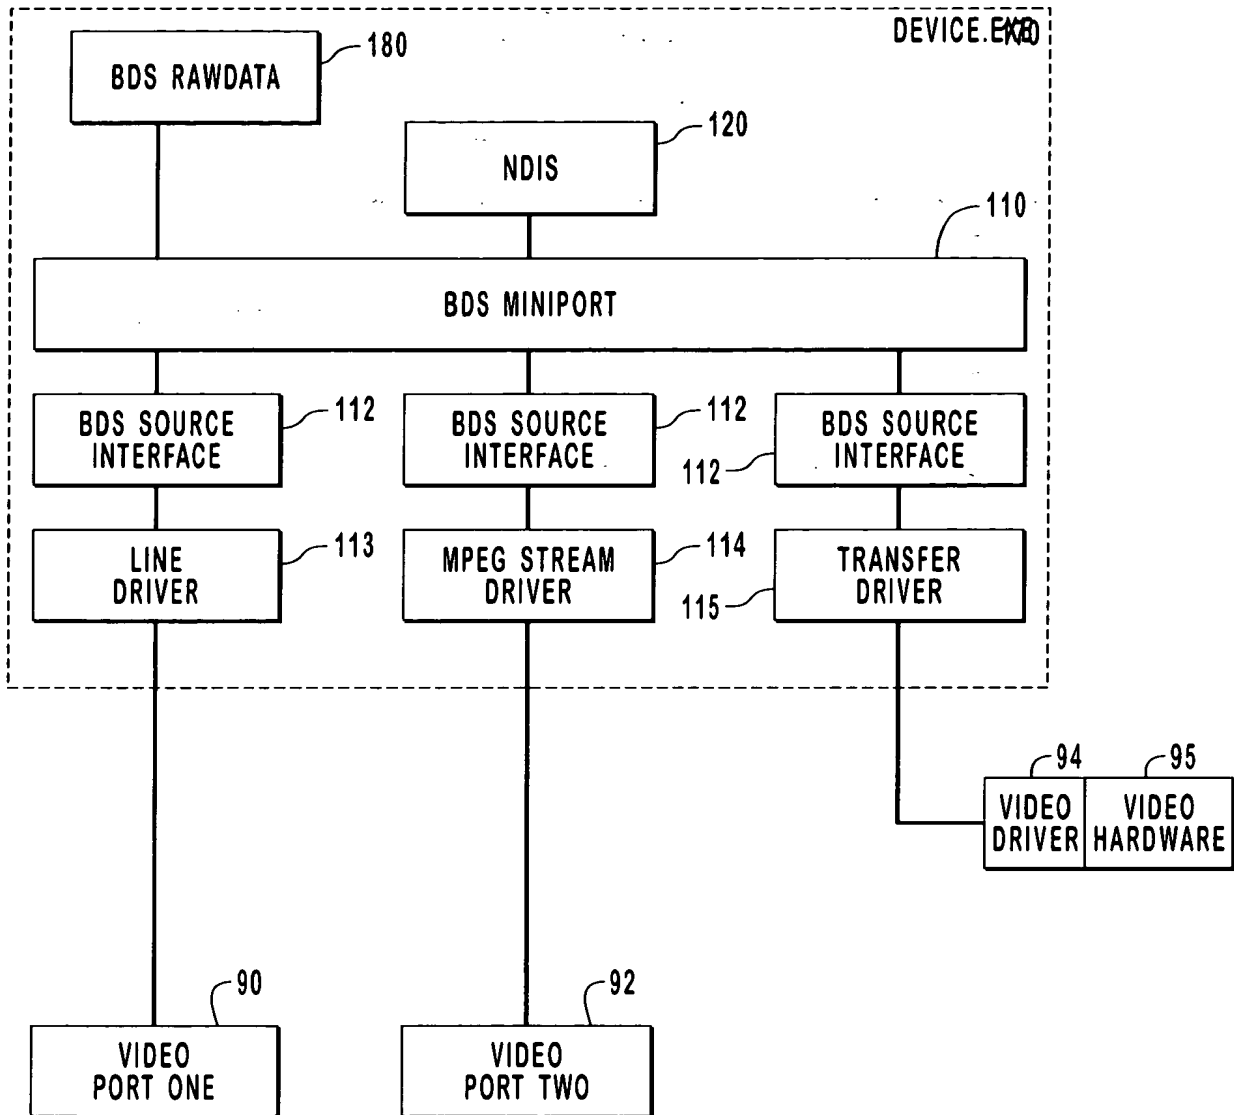 DEVICE.EXE 170
BDS RAWDATA
180
NDIS
120
110
BDS MINIPORT
BDS SOURCE
INTERFACE
112
BDS SOURCE
INTERFACE
112
BDS SOURCE
INTERFACE
112
LINE
DRIVER
113
MPEG STREAM
DRIVER
114
TRANSFER
DRIVER
115
94
VIDEO
DRIVER
95
VIDEO
HARDWARE
90
VIDEO
PORT ONE
92
VIDEO
PORT TWO